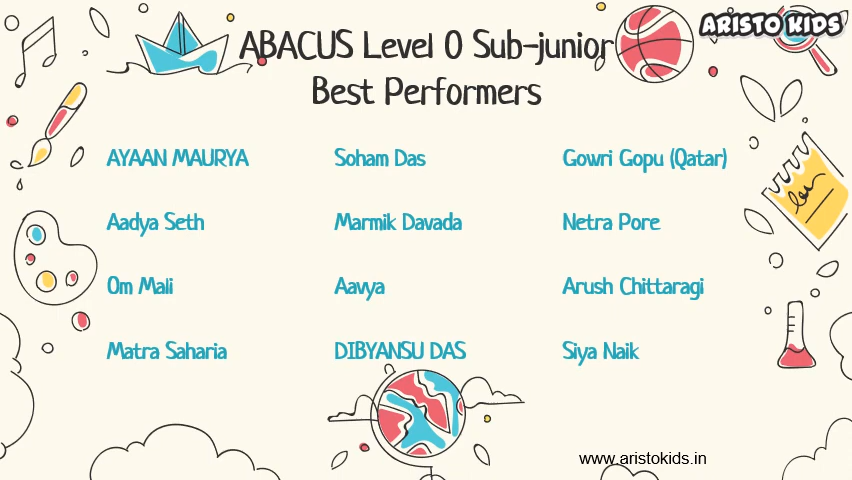 ARISTO KIDS
ABACUS Level 0 Sub-junior
Best Performers
AYAAN MAURYA
Soham Das
Gowri Gopu (Qatar)
Aadya Seth
Marmik Davada
Netra Pore
Om Mali
Aavya
Arush Chittaragi
Matra Saharia
DIBYANSU DAS
Siya Naik
www.aristokids.in